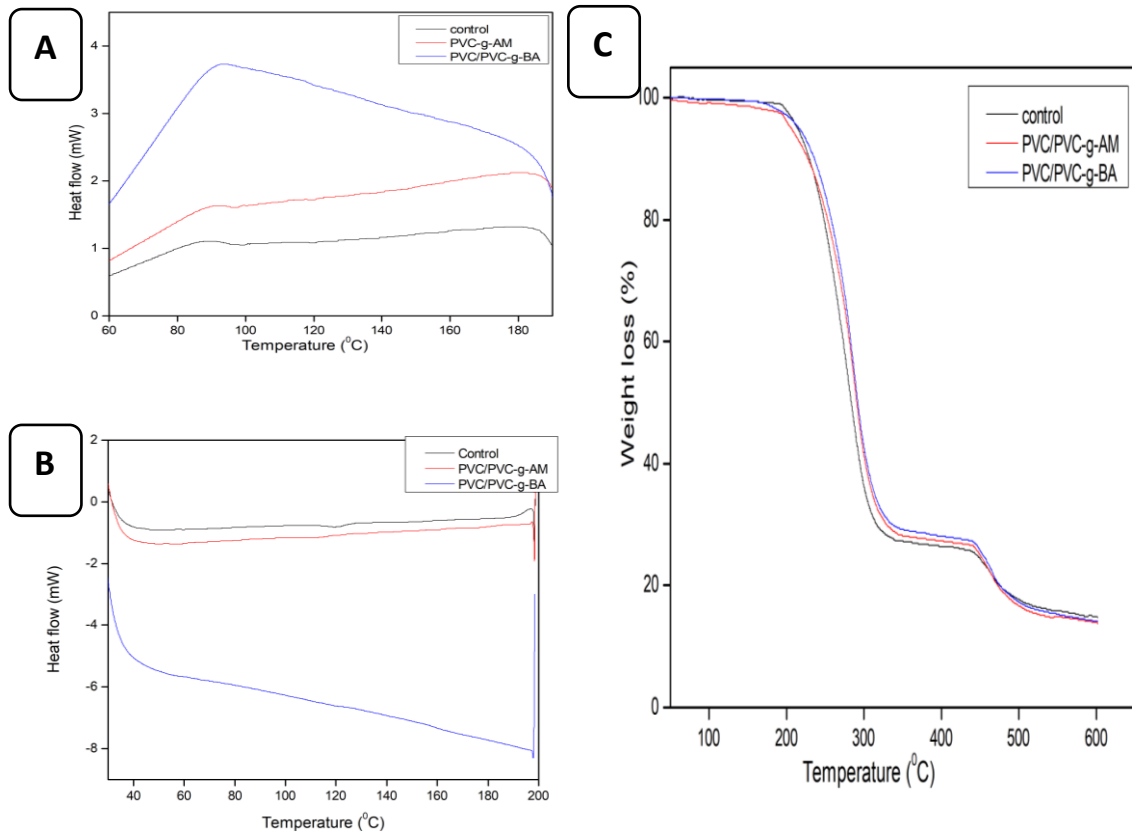 A
control
PVC-g-AM
PVC/PVC-g-BA
4
3
2
1
0
Heat flow (mW)
60 80 100 120 140 160 180
Temperature (⁰C)
B
Control
PVC/PVC-g-AM
PVC/PVC-g-BA
2
0
-2
-4
-6
-8
Heat flow (mW)
40 60 80 100 120 140 160 180 200
Temperature (⁰C)
C
control
PVC/PVC-g-AM
PVC/PVC-g-BA
100
80
60
40
20
0
Weight loss (%)
100 200 300 400 500 600
Temperature (⁰C)